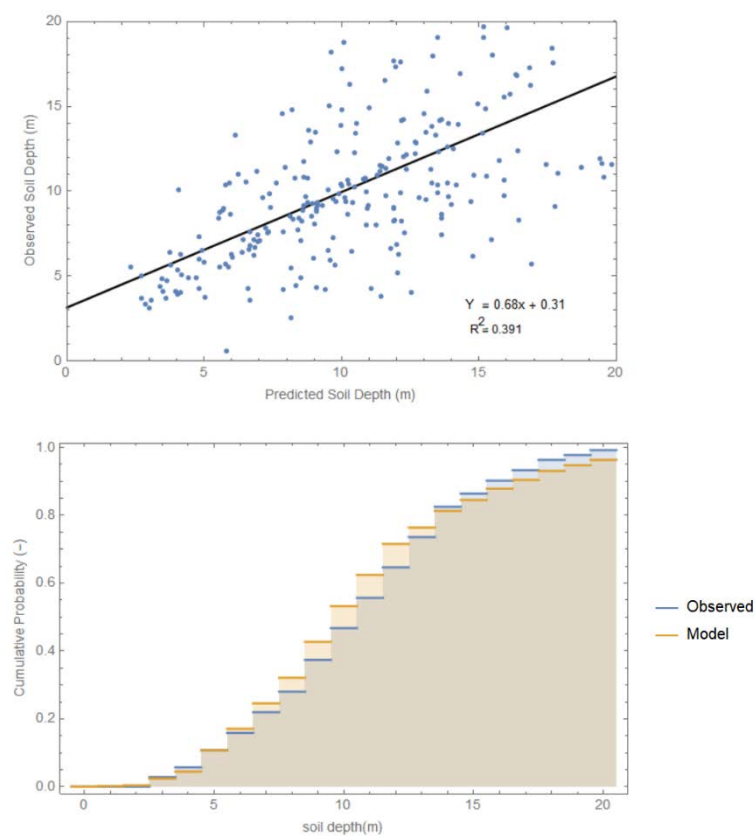 20
15
10
5
0
Observed Soil Depth (m)
Y = 0.68x + 0.31
R2 = 0.391
0 5 10 15 20
Predicted Soil Depth (m)
1.0
0.8
0.6
0.4
0.2
0.0
Cumulative Probability (−)
Observed
Model
0 5 10 15 20
soil depth(m)